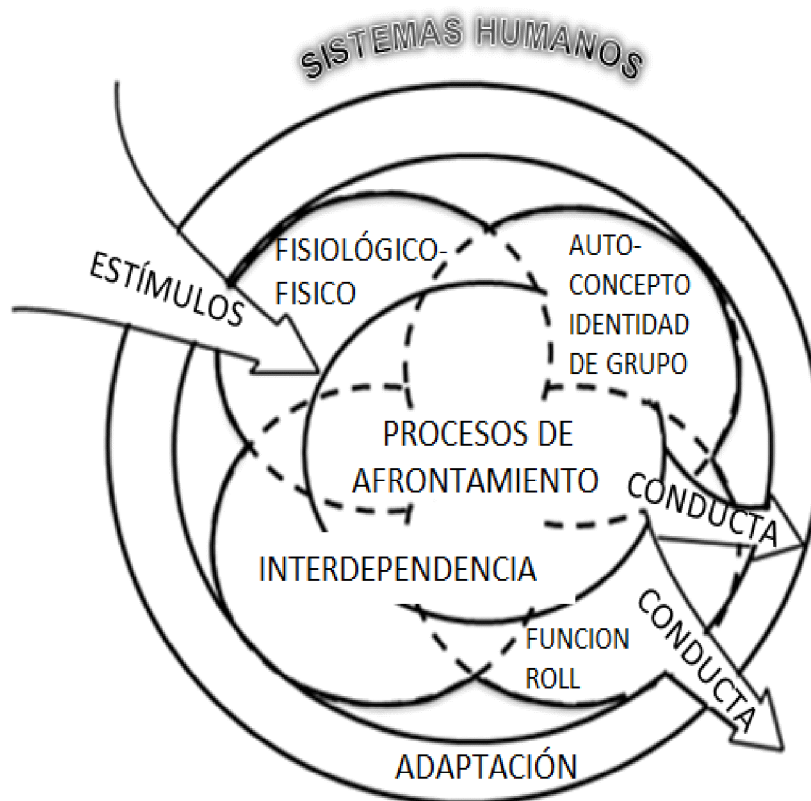 SISTEMAS HUMANOS
ESTÍMULOS
FISIOLÓGICO-
FISICO
AUTO-
CONCEPTO
IDENTIDAD
DE GRUPO
PROCESOS DE
AFRONTAMIENTO
CONDUCTA
INTERDEPENDENCIA
CONDUCTA
FUNCION
ROLL
ADAPTACIÓN